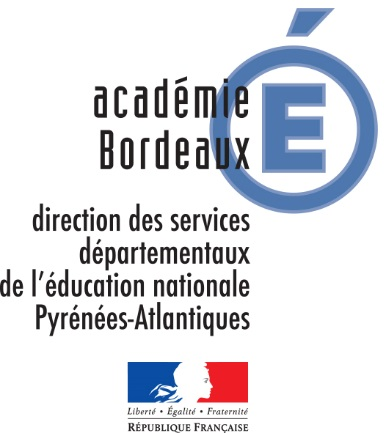 académie
Bordeaux
É
direction des services
départementaux
de l'éducation nationale
Pyrénées-Atlantiques
Liberté • Égalité • Fraternité
RÉPUBLIQUE FRANÇAISE